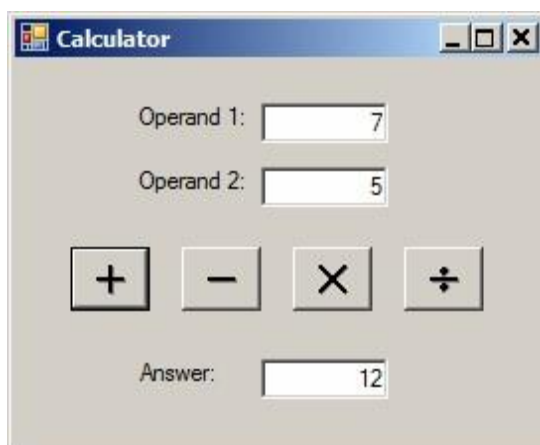 Calculator
Operand 1: 7
Operand 2: 5
+ − × ÷
Answer: 12